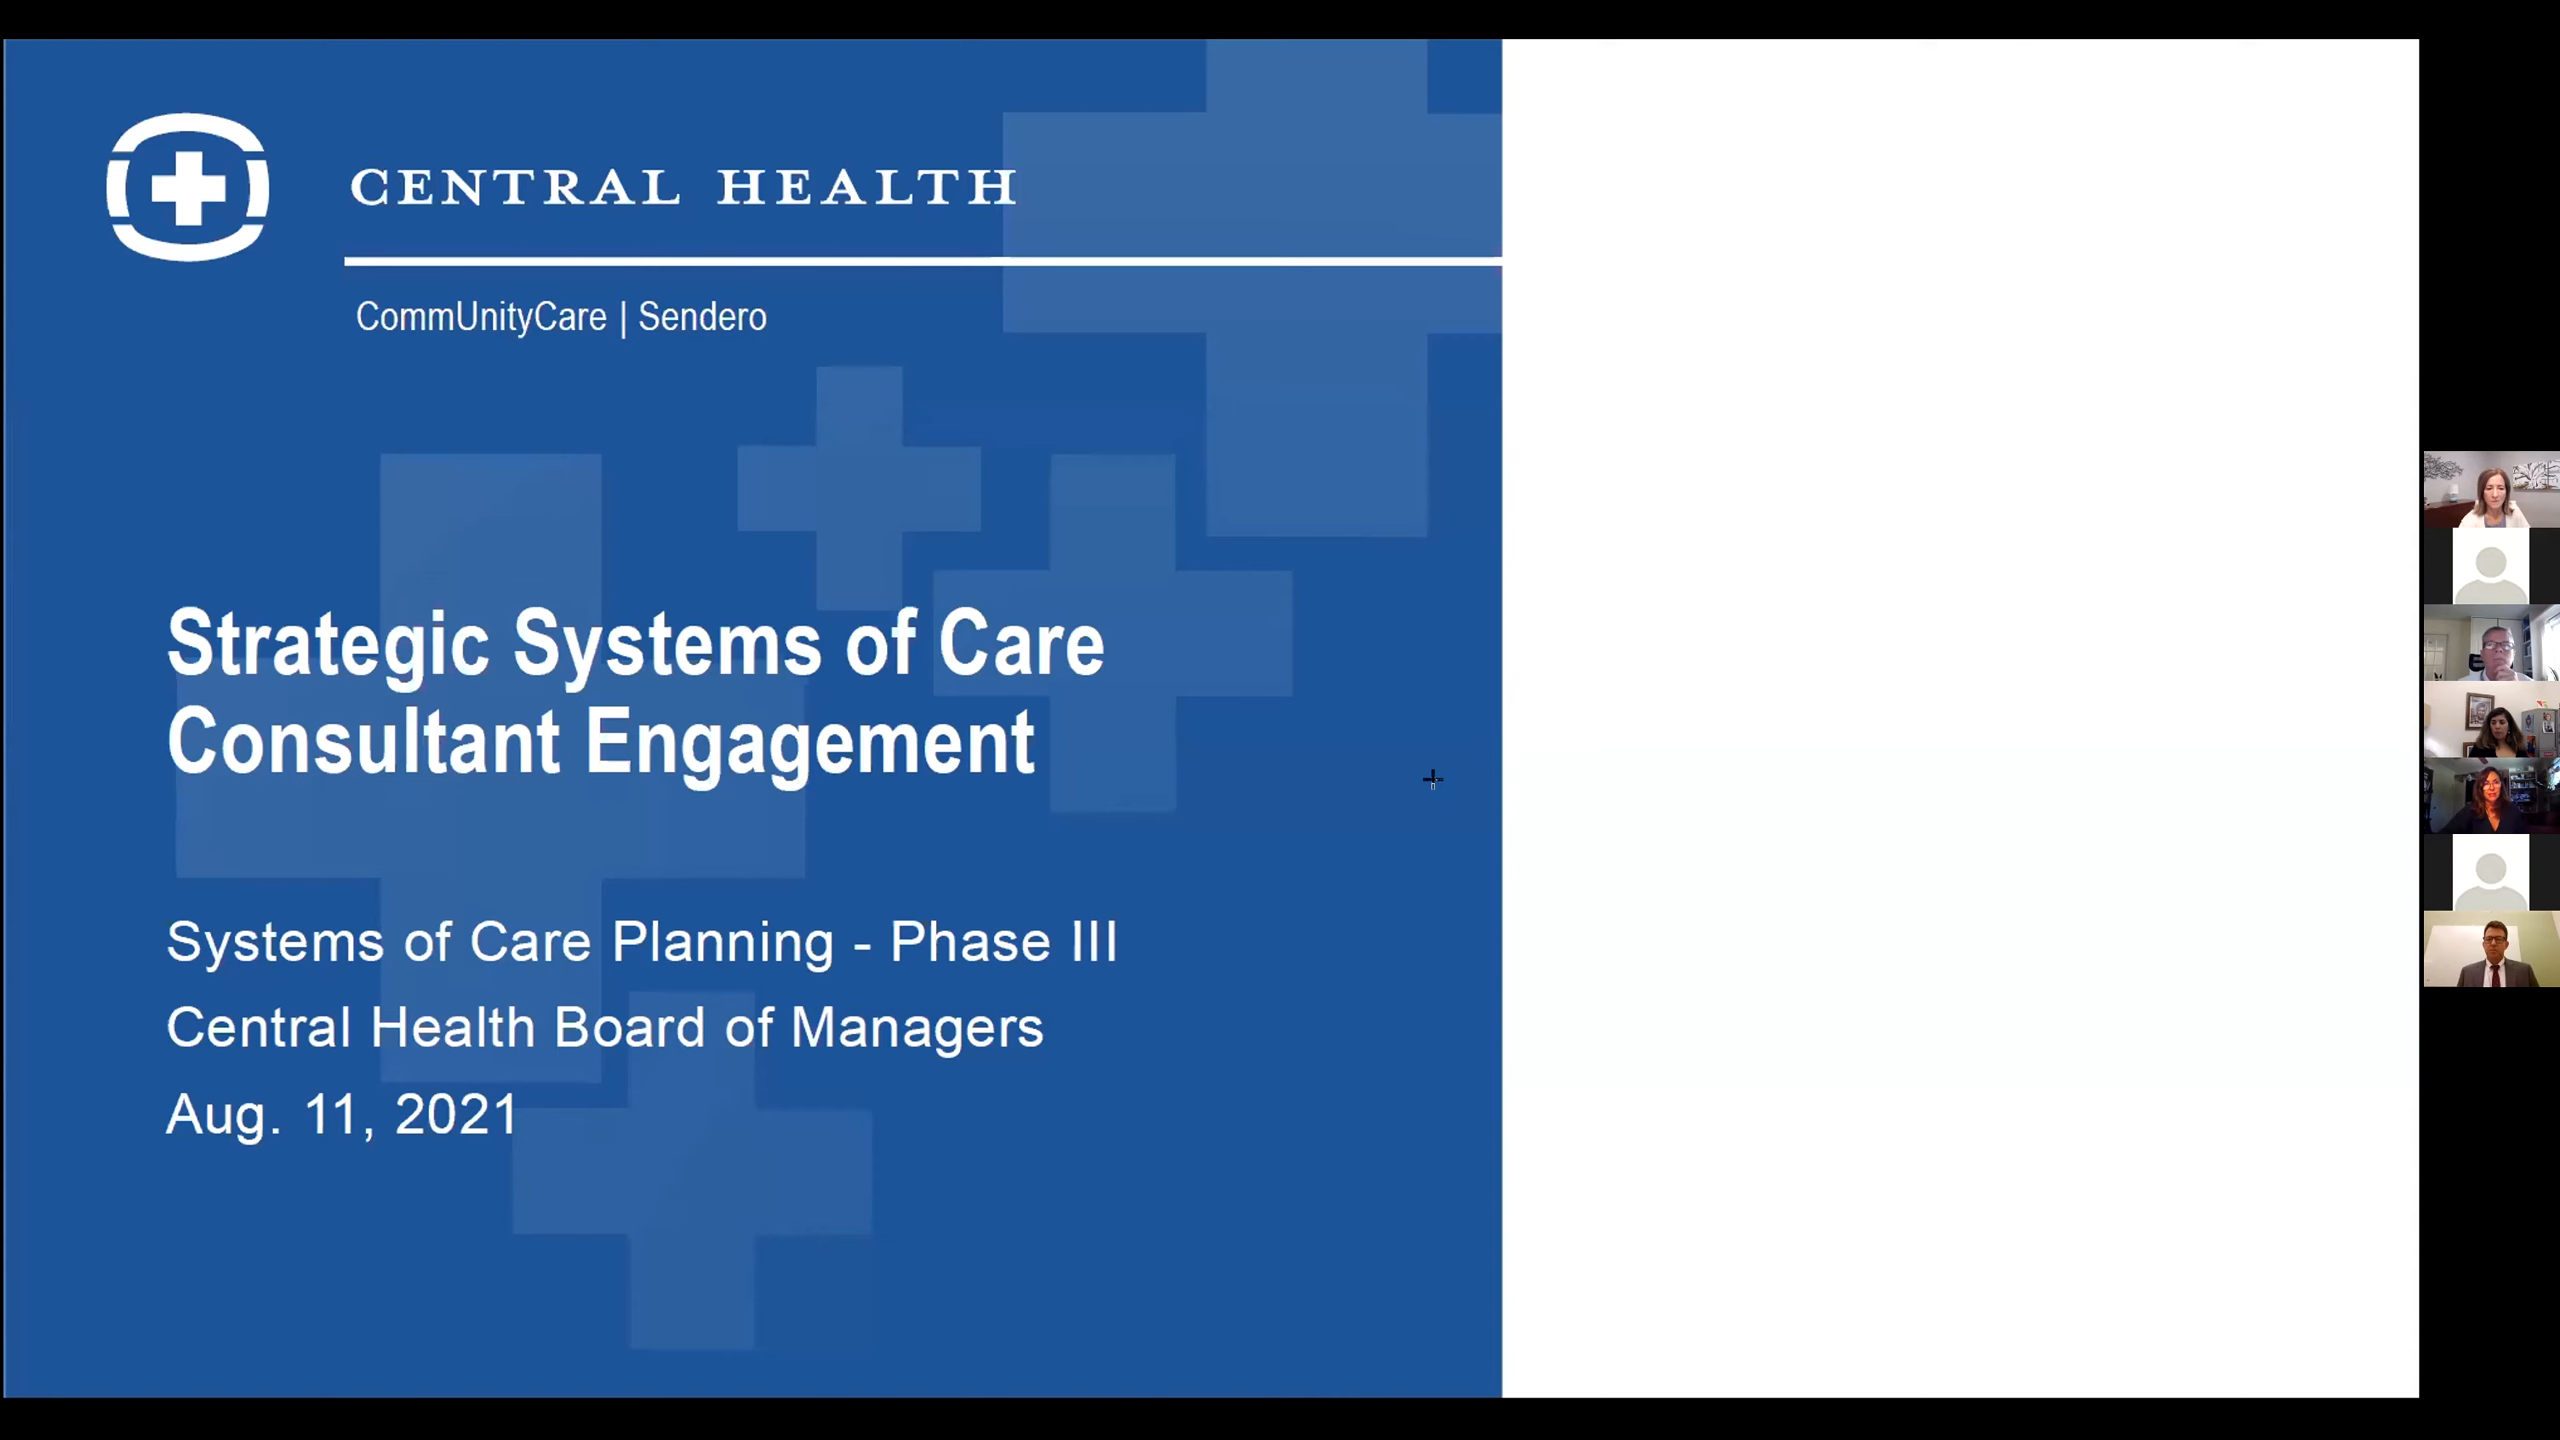 CENTRAL HEALTH
CommUnityCare | Sendero
Strategic Systems of Care
Consultant Engagement
Systems of Care Planning - Phase III
Central Health Board of Managers
Aug. 11, 2021